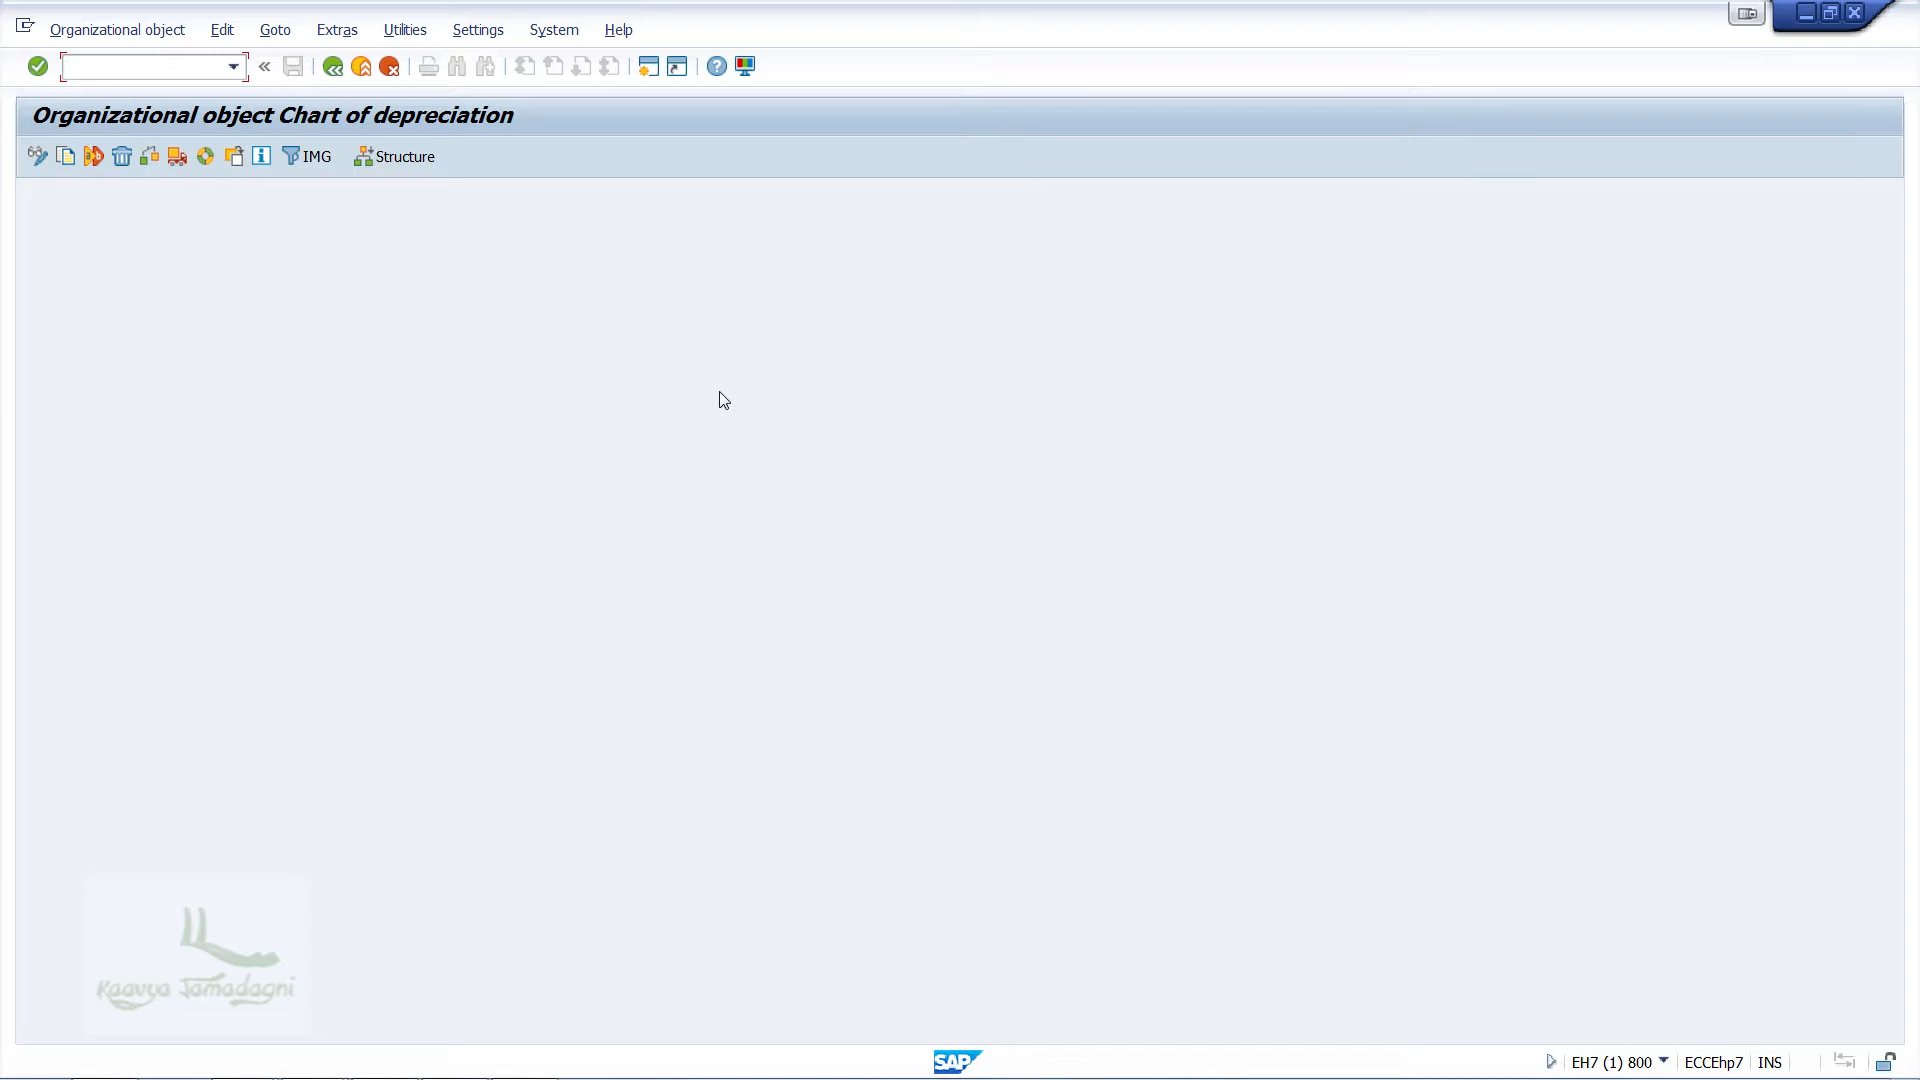 Organizational object Edit Goto Extras Utilities Settings System Help
Organizational object Chart of depreciation
IMG Structure
Kaavya Jamadagni
SAP EH7 (1) 800 ECCEhp7 INS